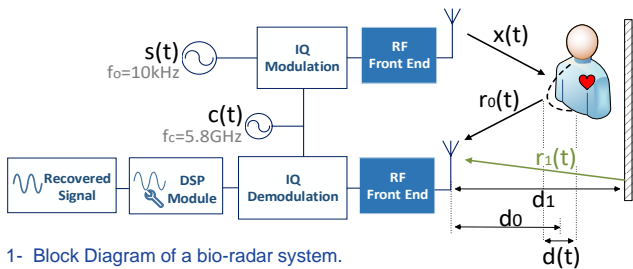 s(t)
fo=10kHz
IQ
Modulation
RF
Front End
x(t)
r0(t)
c(t)
fc=5.8GHz
r1(t)
Recovered
Signal
DSP
Module
IQ
Demodulation
RF
Front End
d1
d0
d(t)
1- Block Diagram of a bio-radar system.